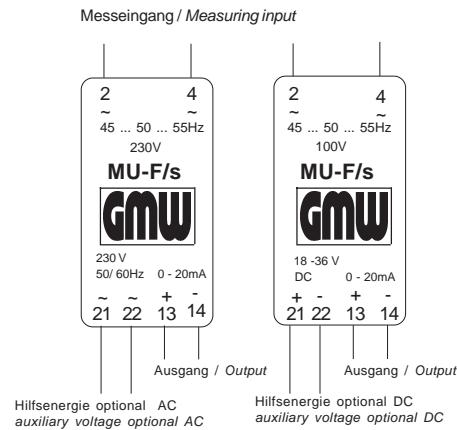 Messeingang / Measuring input
2 4
~ ~
45 ... 50 ... 55Hz
230V
MU-F/s
GMW
230 V
50/ 60Hz 0 - 20mA
~ ~ + -
21 22 13 14
Ausgang / Output
Hilfsenergie optional AC
auxiliary voltage optional AC
2 4
~ ~
45 ... 50 ... 55Hz
100V
MU-F/s
GMW
18 -36 V
DC 0 - 20mA
+ - + -
21 22 13 14
Ausgang / Output
Hilfsenergie optional DC
auxiliary voltage optional DC